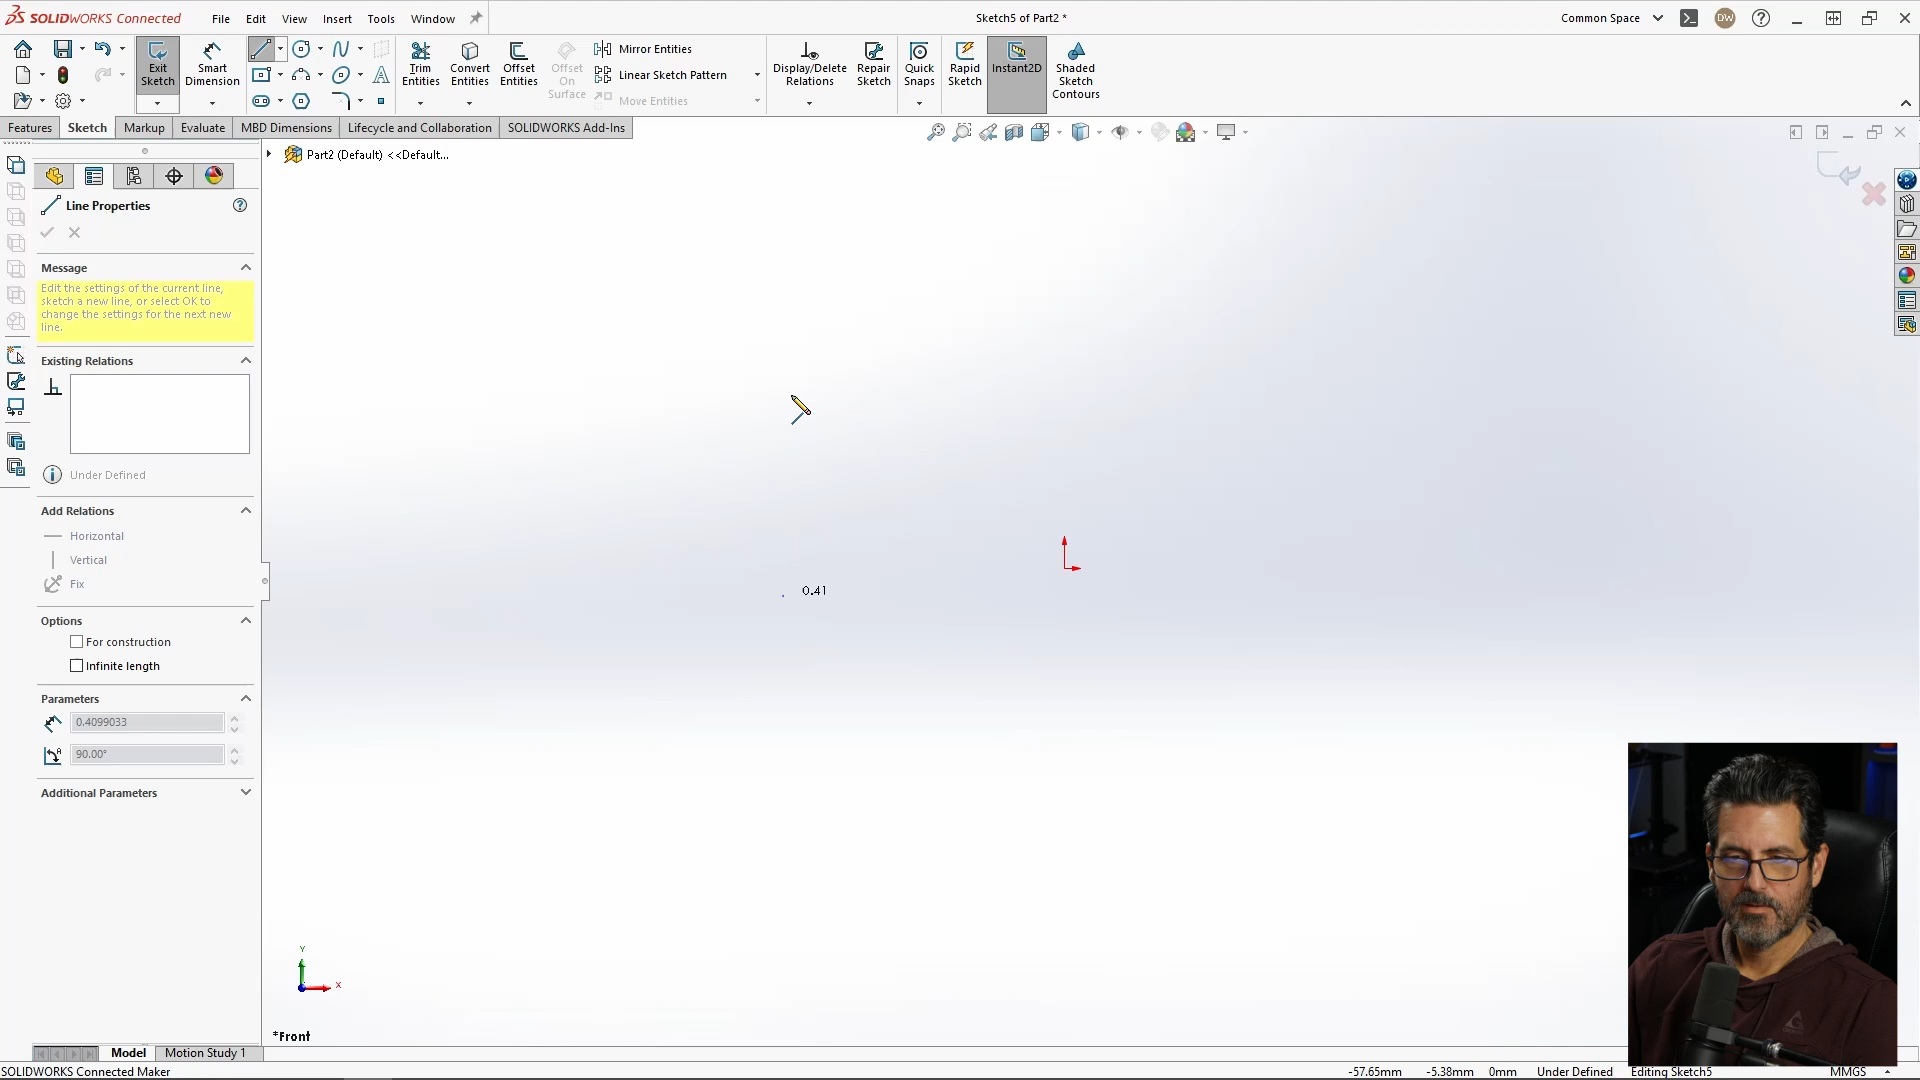 SOLIDWORKS Connected
File
Edit
View
Insert
Tools
Window
Sketch5 of Part2 *
Common Space
DW
Exit
Sketch
Smart
Dimension
Trim
Entities
Convert
Entities
Offset
Entities
Offset
On
Surface
Mirror Entities
Linear Sketch Pattern
Move Entities
Display/Delete
Relations
Repair
Sketch
Quick
Snaps
Rapid
Sketch
Instant2D
Shaded
Sketch
Contours
Features
Sketch
Markup
Evaluate
MBD Dimensions
Lifecycle and Collaboration
SOLIDWORKS Add-Ins
Part2 (Default) <<Default...
Line Properties
Message
Edit the settings of the current line,
sketch a new line, or select OK to
change the settings for the next new
line.
Existing Relations
Under Defined
Add Relations
Horizontal
Vertical
Fix
Options
For construction
Infinite length
Parameters
0.4099033
90.00°
Additional Parameters
0.41
Y
X
*Front
Model
Motion Study 1
SOLIDWORKS Connected Maker
-57.65mm
-5.38mm
0mm
Under Defined
Editing Sketch5
MMGS